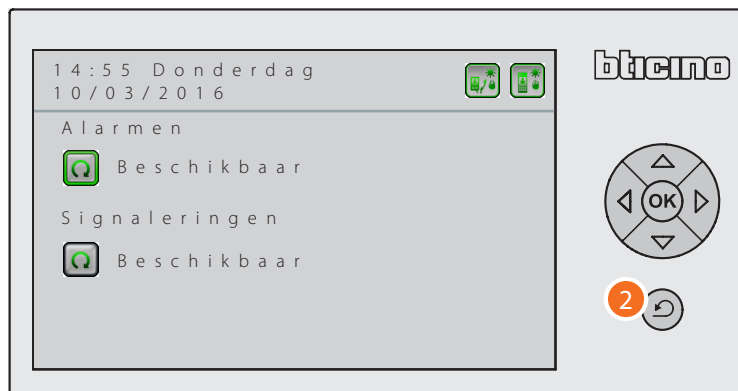 14:55 Donderdag
10/03/2016
bticino
Alarmen
Beschikbaar
Signaleringen
Beschikbaar
OK
2